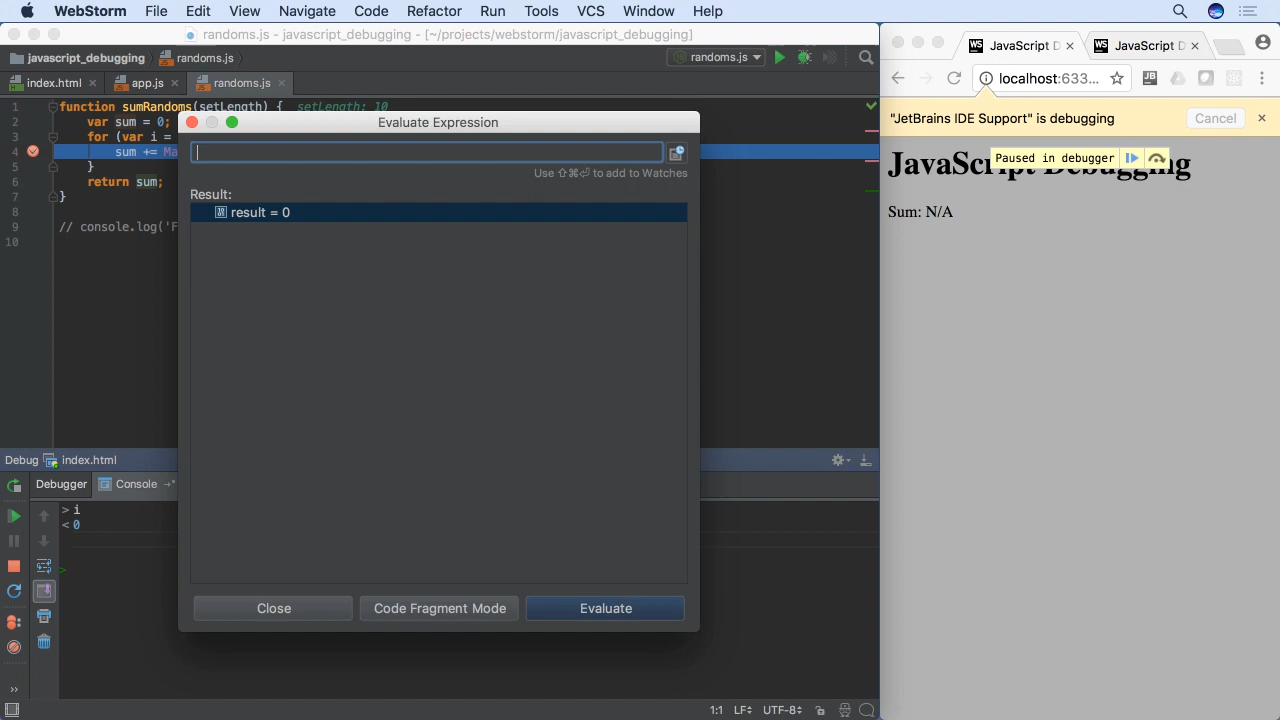 WebStorm File Edit View Navigate Code Refactor Run Tools VCS Window Help
randoms.js - javascript_debugging - [~/projects/webstorm/javascript_debugging]
javascript_debugging randoms.js randoms.js
index.html app.js randoms.js
1 function sumRandoms(setLength) { setLength: 10
2 var sum = 0;
3 for (var i =
4 sum += Ma
5 }
6 return sum;
7 }
8
9 // console.log('F
10
Evaluate Expression
Use ⇧⌘⏎ to add to Watches
Result:
result = 0
Close Code Fragment Mode Evaluate
Debug index.html
Debugger Console
> i
< 0
>
1:1 LF UTF-8
JavaScript D JavaScript D
localhost:633...
"JetBrains IDE Support" is debugging Cancel
Paused in debugger
JavaScript Debugging
Sum: N/A